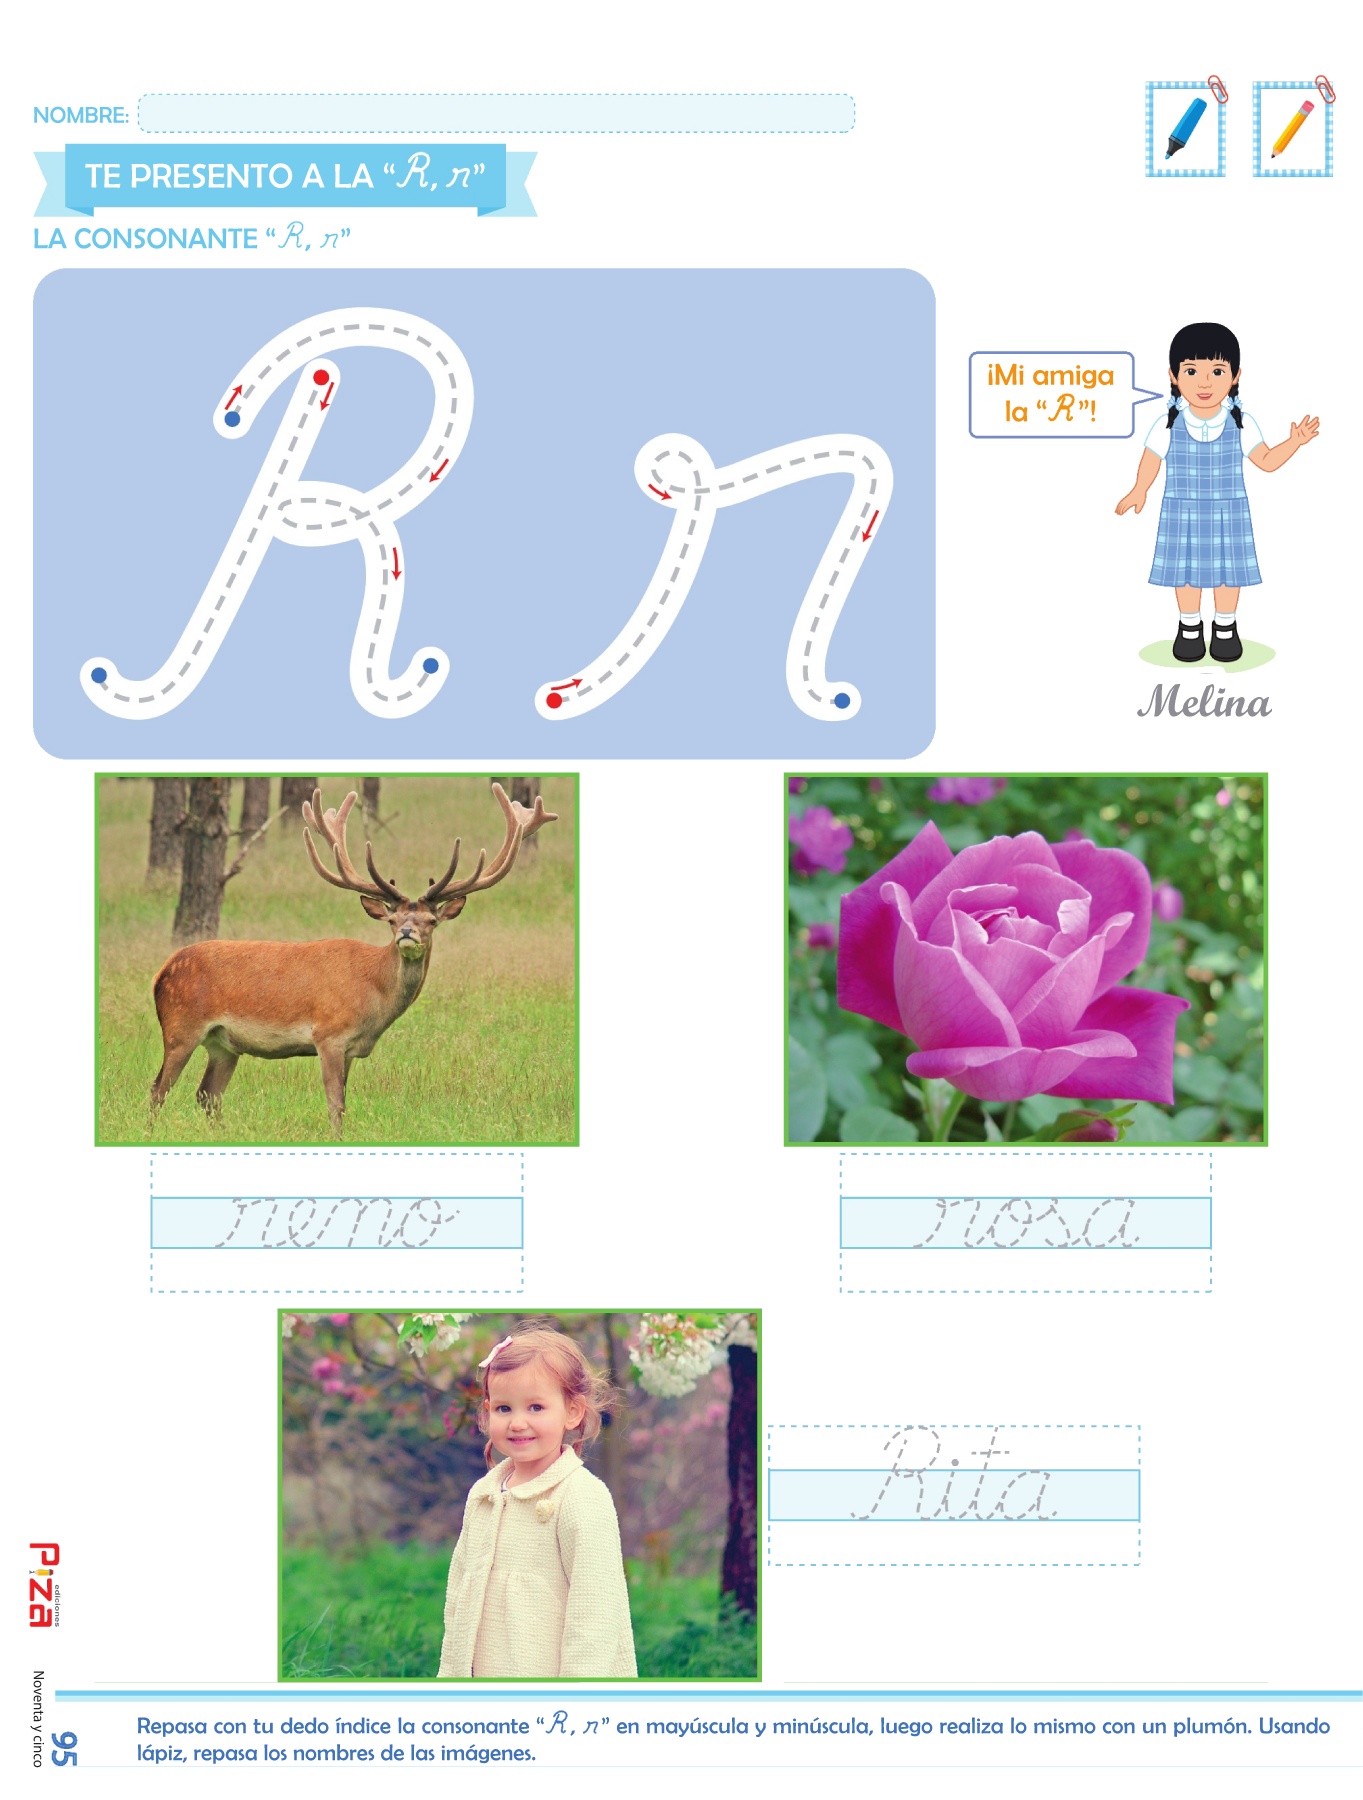 NOMBRE:
TE PRESENTO A LA “R, r”
LA CONSONANTE “R, r”
R r
¡Mi amiga
la “R”!
Melina
reno
rosa
Rita
Piza
ediciones
Noventa y cinco
95
Repasa con tu dedo índice la consonante “R, r” en mayúscula y minúscula, luego realiza lo mismo con un plumón. Usando
lápiz, repasa los nombres de las imágenes.